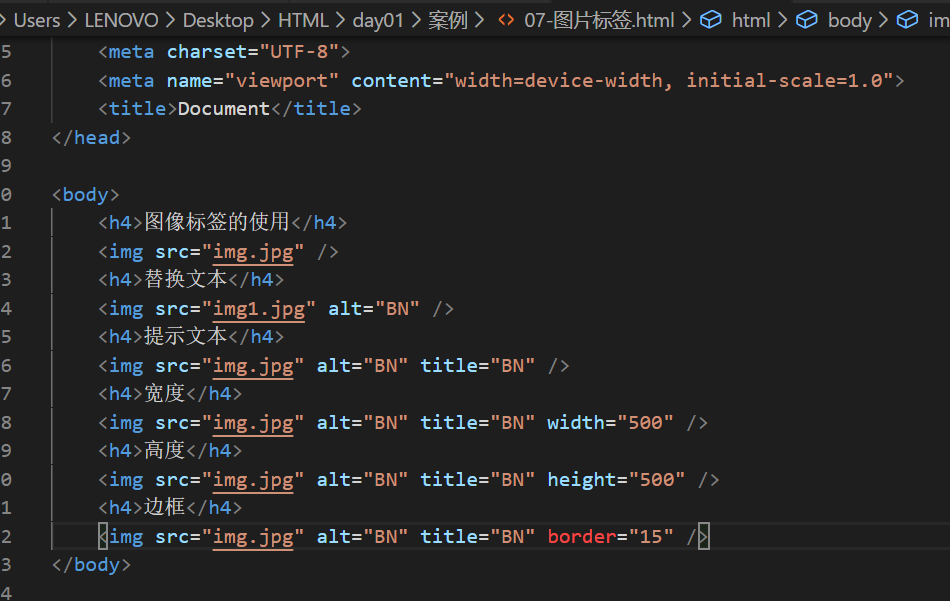 Users > LENOVO > Desktop > HTML > day01 > 案例 > 07-图片标签.html > html > body > im
5 <meta charset="UTF-8">
6 <meta name="viewport" content="width=device-width, initial-scale=1.0">
7 <title>Document</title>
8 </head>
9
0 <body>
1 <h4>图像标签的使用</h4>
2 <img src="img.jpg" />
3 <h4>替换文本</h4>
4 <img src="img1.jpg" alt="BN" />
5 <h4>提示文本</h4>
6 <img src="img.jpg" alt="BN" title="BN" />
7 <h4>宽度</h4>
8 <img src="img.jpg" alt="BN" title="BN" width="500" />
9 <h4>高度</h4>
0 <img src="img.jpg" alt="BN" title="BN" height="500" />
1 <h4>边框</h4>
2 <img src="img.jpg" alt="BN" title="BN" border="15" />
3 </body>
4